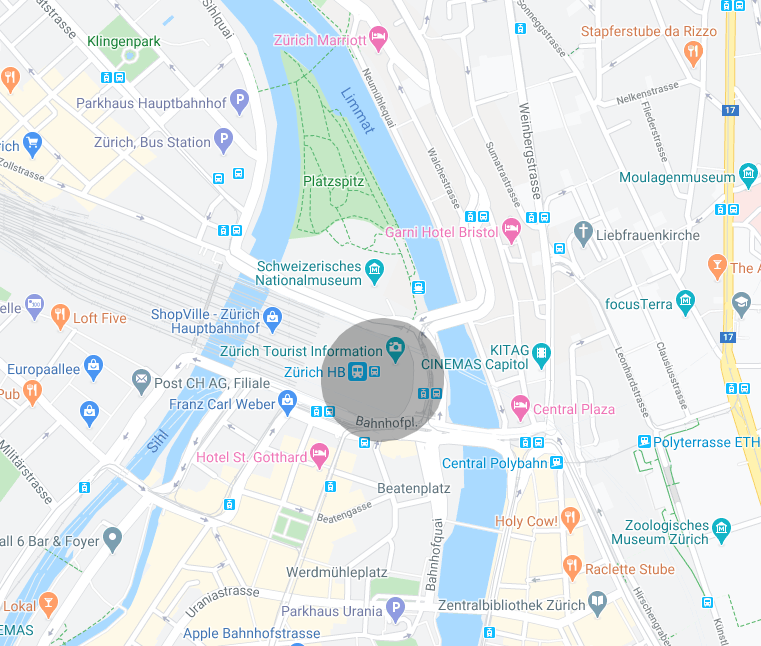 Sihlquai
Klingenpark
Zürich Marriott
Sonneggstrasse
Stapferstube da Rizzo
Parkhaus Hauptbahnhof
Limmat
Neumühlequai
Weinbergstrasse
Nelkenstrasse
17
Zürich, Bus Station
rich
Zollstrasse
Platzspitz
Walchestrasse
Sumatrastrasse
Fliederstrasse
Moulagenmuseum
Garni Hotel Bristol
Liebfrauenkirche
Schweizerisches
Nationalmuseum
The A
elle
Loft Five
ShopVille - Zürich
Hauptbahnhof
focusTerra
17
Zürich Tourist Information
KITAG
CINEMAS Capitol
Europaallee
Zürich HB
Post CH AG, Filiale
Leonhardstrasse
Clausiusstrasse
Pub
Franz Carl Weber
Central Plaza
Bahnhofpl...
Sihl
Militärstrasse
Hotel St. Gotthard
Polyterrasse ETH
Central Polybahn
Beatenplatz
Beatengasse
Holy Cow!
Zoologisches
Museum Zürich
all 6 Bar & Foyer
Bahnhofquai
Werdmühleplatz
Raclette Stube
Uraniastrasse
Hirschengraben
Lokal
Parkhaus Urania
Zentralbibliothek Zürich
EMAS
Apple Bahnhofstrasse